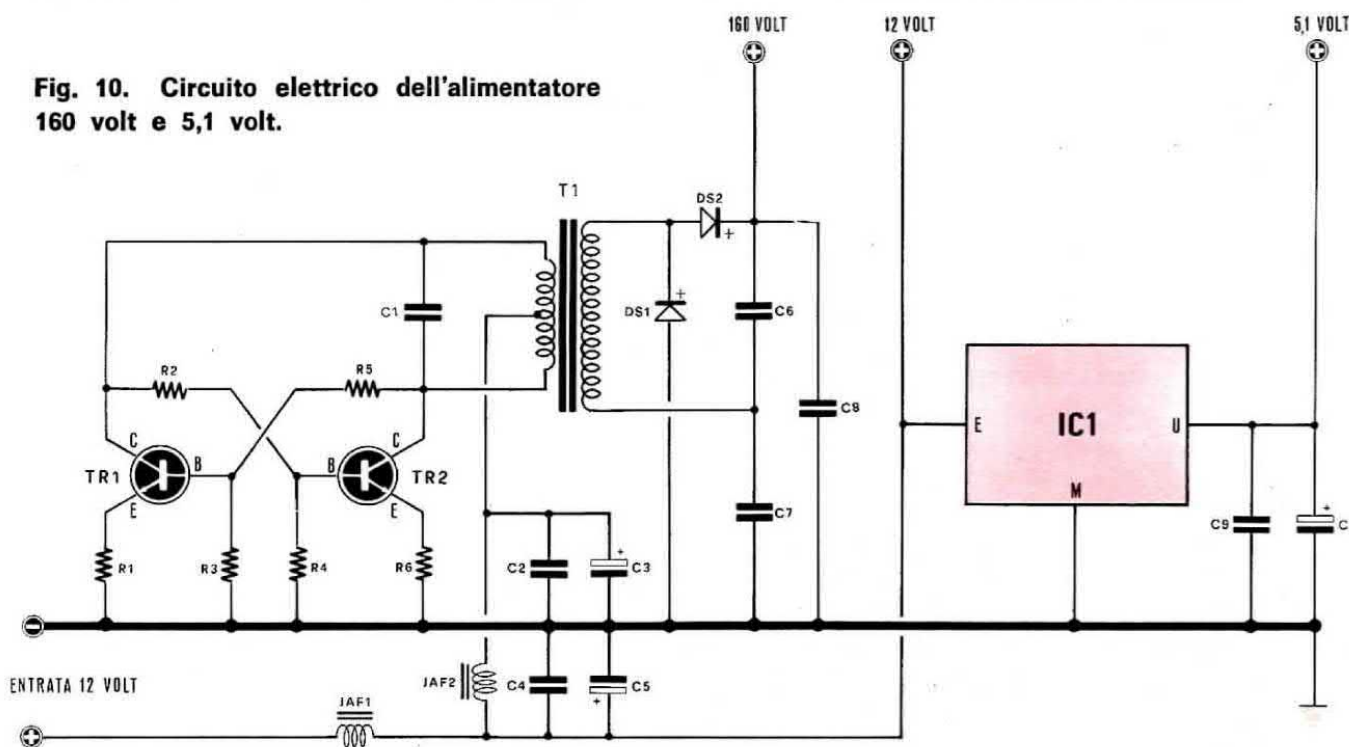 160 VOLT
12 VOLT
5,1 VOLT
Fig. 10. Circuito elettrico dell'alimentatore
160 volt e 5,1 volt.
T1
DS2
+
C1
DS1
+
C6
R2
R5
C8
E
IC1
U
C
C
TR1
B
B
TR2
M
E
E
C7
C9
+
C
R1
R3
R4
R6
C2
+
C3
ENTRATA 12 VOLT
JAF2
C4
C5
+
JAF1